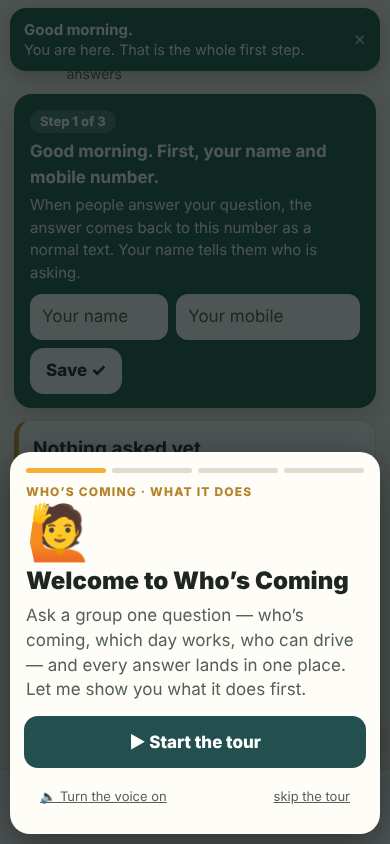 Good morning.
You are here. That is the whole first step.
×
answers
Step 1 of 3
Good morning. First, your name and
mobile number.
When people answer your question, the
answer comes back to this number as a
normal text. Your name tells them who is
asking.
Your name
Your mobile
Save ✓
Nothing asked yet
WHO’S COMING · WHAT IT DOES
Welcome to Who’s Coming
Ask a group one question — who’s
coming, which day works, who can drive
— and every answer lands in one place.
Let me show you what it does first.
▶ Start the tour
🔈 Turn the voice on
skip the tour